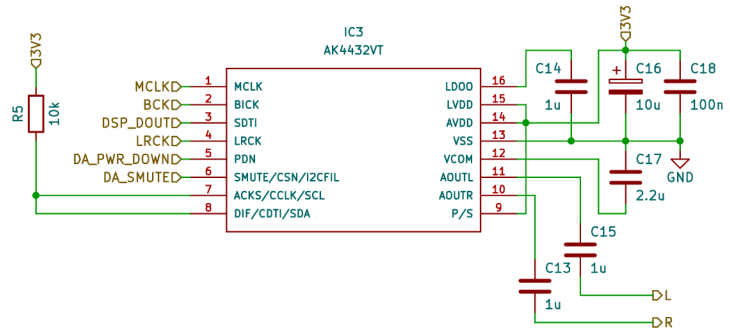 IC3
AK4432VT
3V3
3V3
R5
10k
MCLK
BCK
DSP_DOUT
LRCK
DA_PWR_DOWN
DA_SMUTED
1
2
3
4
5
6
7
8
MCLK
BICK
SDTI
LRCK
PDN
SMUTE/CSN/I2CFIL
ACKS/CCLK/SCL
DIF/CDTI/SDA
LDOO
LVDD
AVDD
VSS
VCOM
AOUTL
AOUTR
P/S
16
15
14
13
12
11
10
9
C14
1u
+
C16
10u
C18
100n
C17
2.2u
GND
C15
1u
C13
1u
L
R